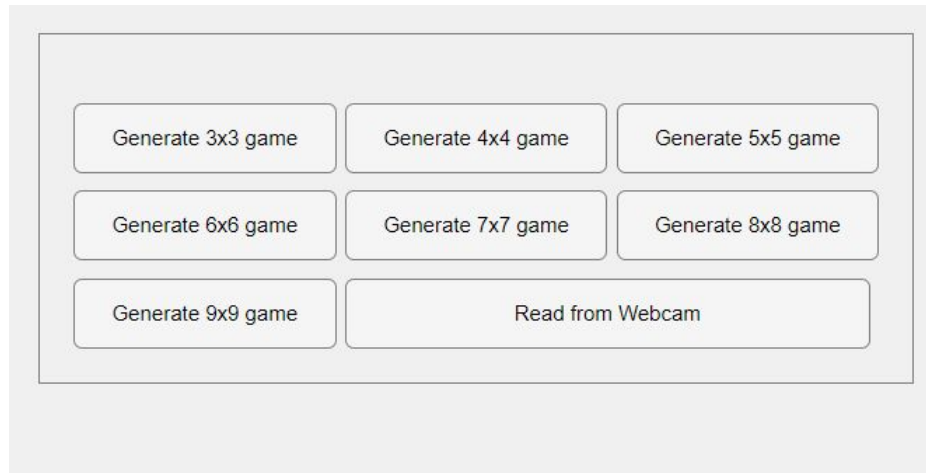 Generate 3x3 game Generate 4x4 game Generate 5x5 game
Generate 6x6 game Generate 7x7 game Generate 8x8 game
Generate 9x9 game Read from Webcam